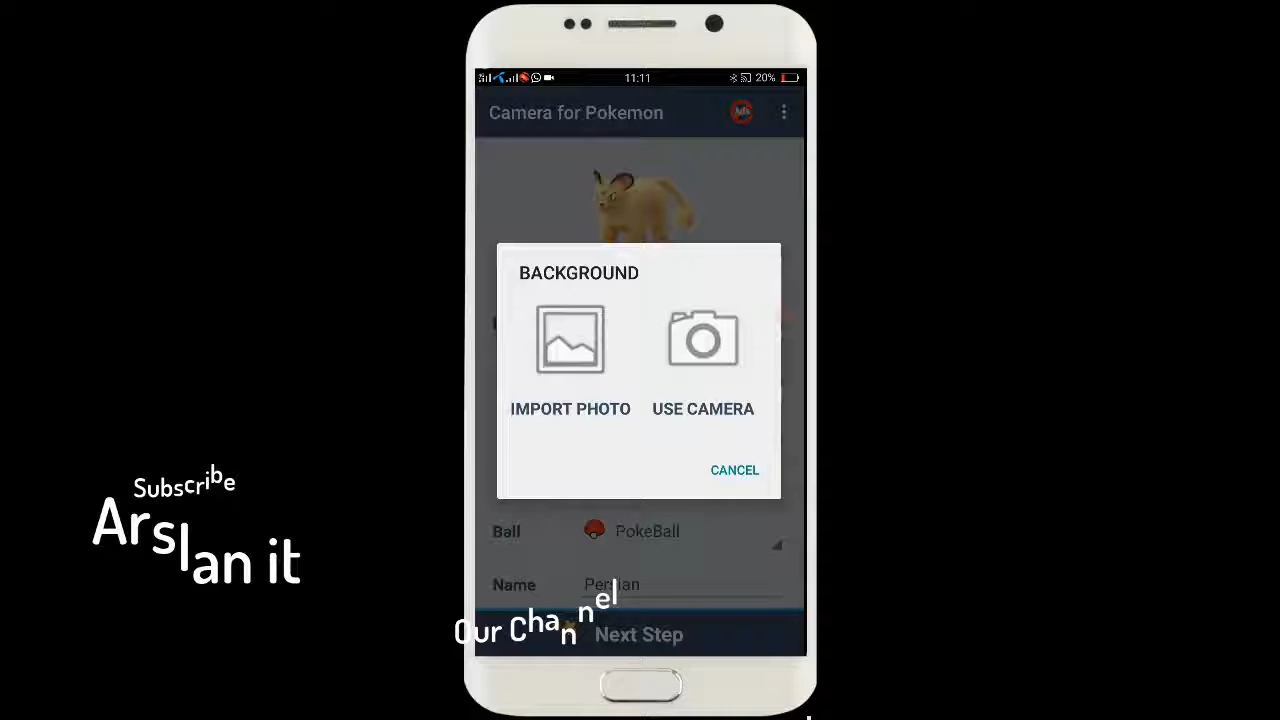 11:11
20%
Camera for Pokemon
BACKGROUND
IMPORT PHOTO
USE CAMERA
CANCEL
Ball
PokeBall
Name
Persian
Next Step
Subscribe
Arslan it
Our Channel